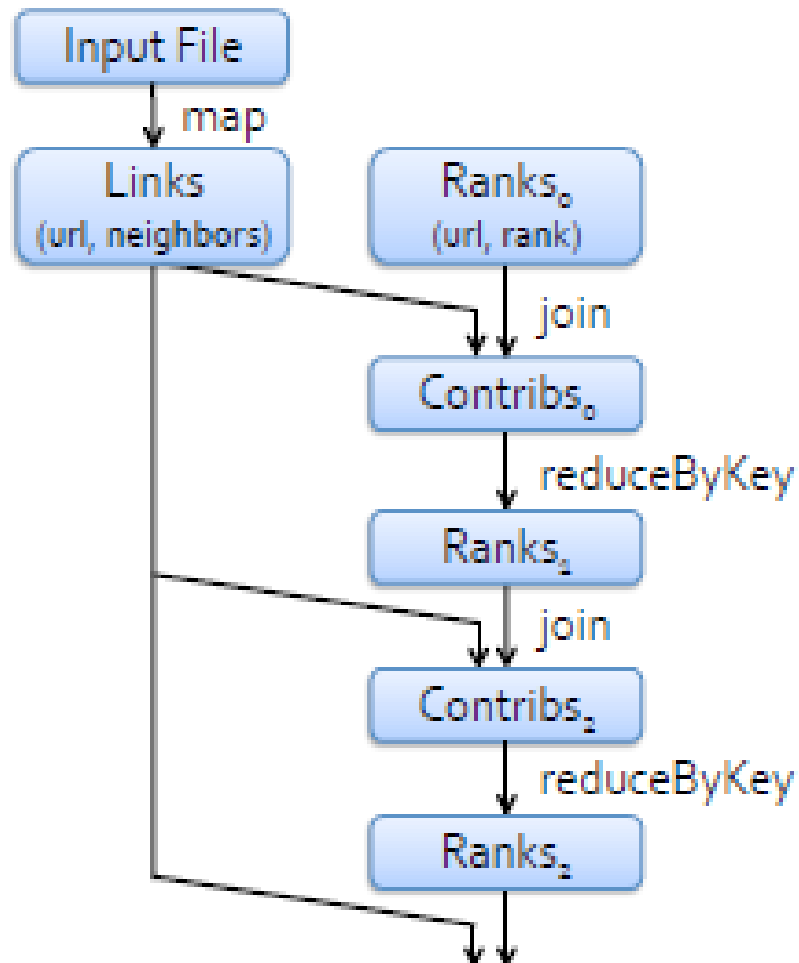 Input File
map
Links
(url, neighbors)
Ranks₀
(url, rank)
join
Contribs₀
reduceByKey
Ranks₁
join
Contribs₂
reduceByKey
Ranks₂